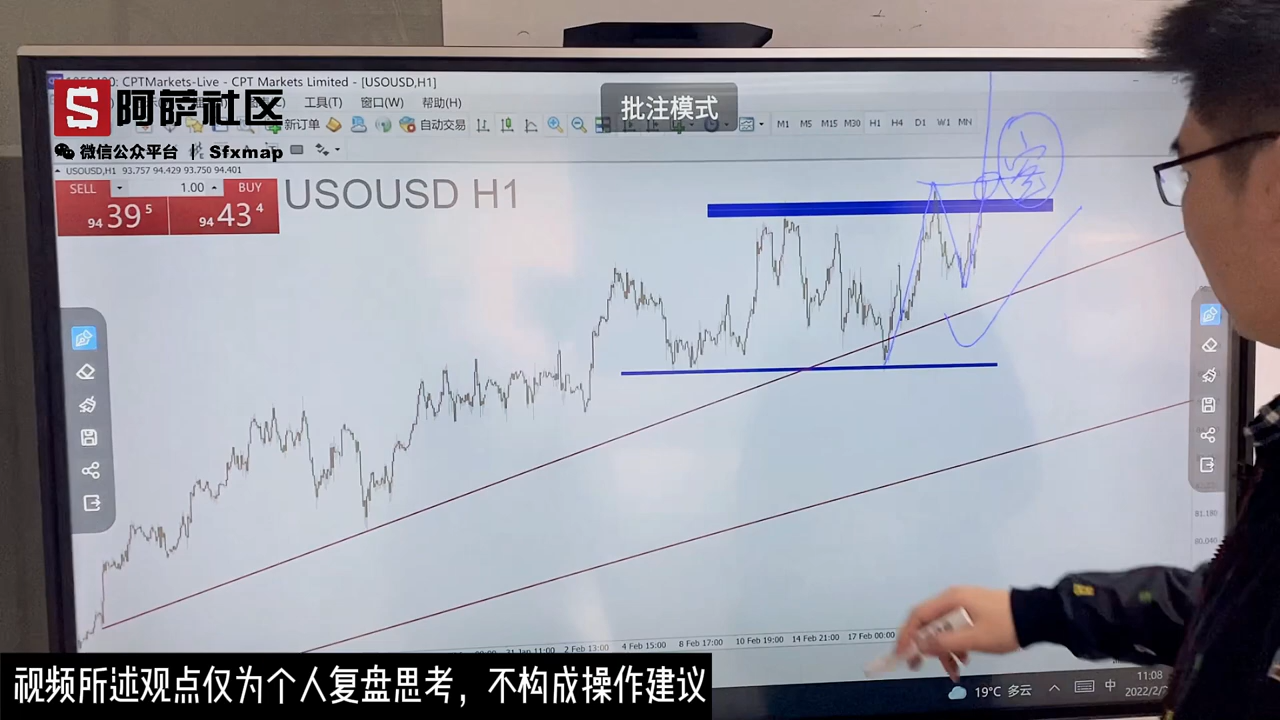 CPTMarkets-Live - CPT Markets Limited - [USOUSD,H1]
阿萨社区
工具(T) 窗口(W) 帮助(H)
批注模式
新订单 自动交易
M1 M5 M15 M30 H1 H4 D1 W1 MN
微信公众平台 | Sfxmap
USOUSD,H1 93.757 94.429 93.750 94.401
SELL 1.00 BUY
94 39 5 94 43 4
USOUSD H1
81.180
80.040
31 Jan 11:00 2 Feb 13:00 4 Feb 15:00 8 Feb 17:00 10 Feb 19:00 14 Feb 21:00 17 Feb 00:00
19°C 多云 中 11:08
2022/2/
视频所述观点仅为个人复盘思考，不构成操作建议